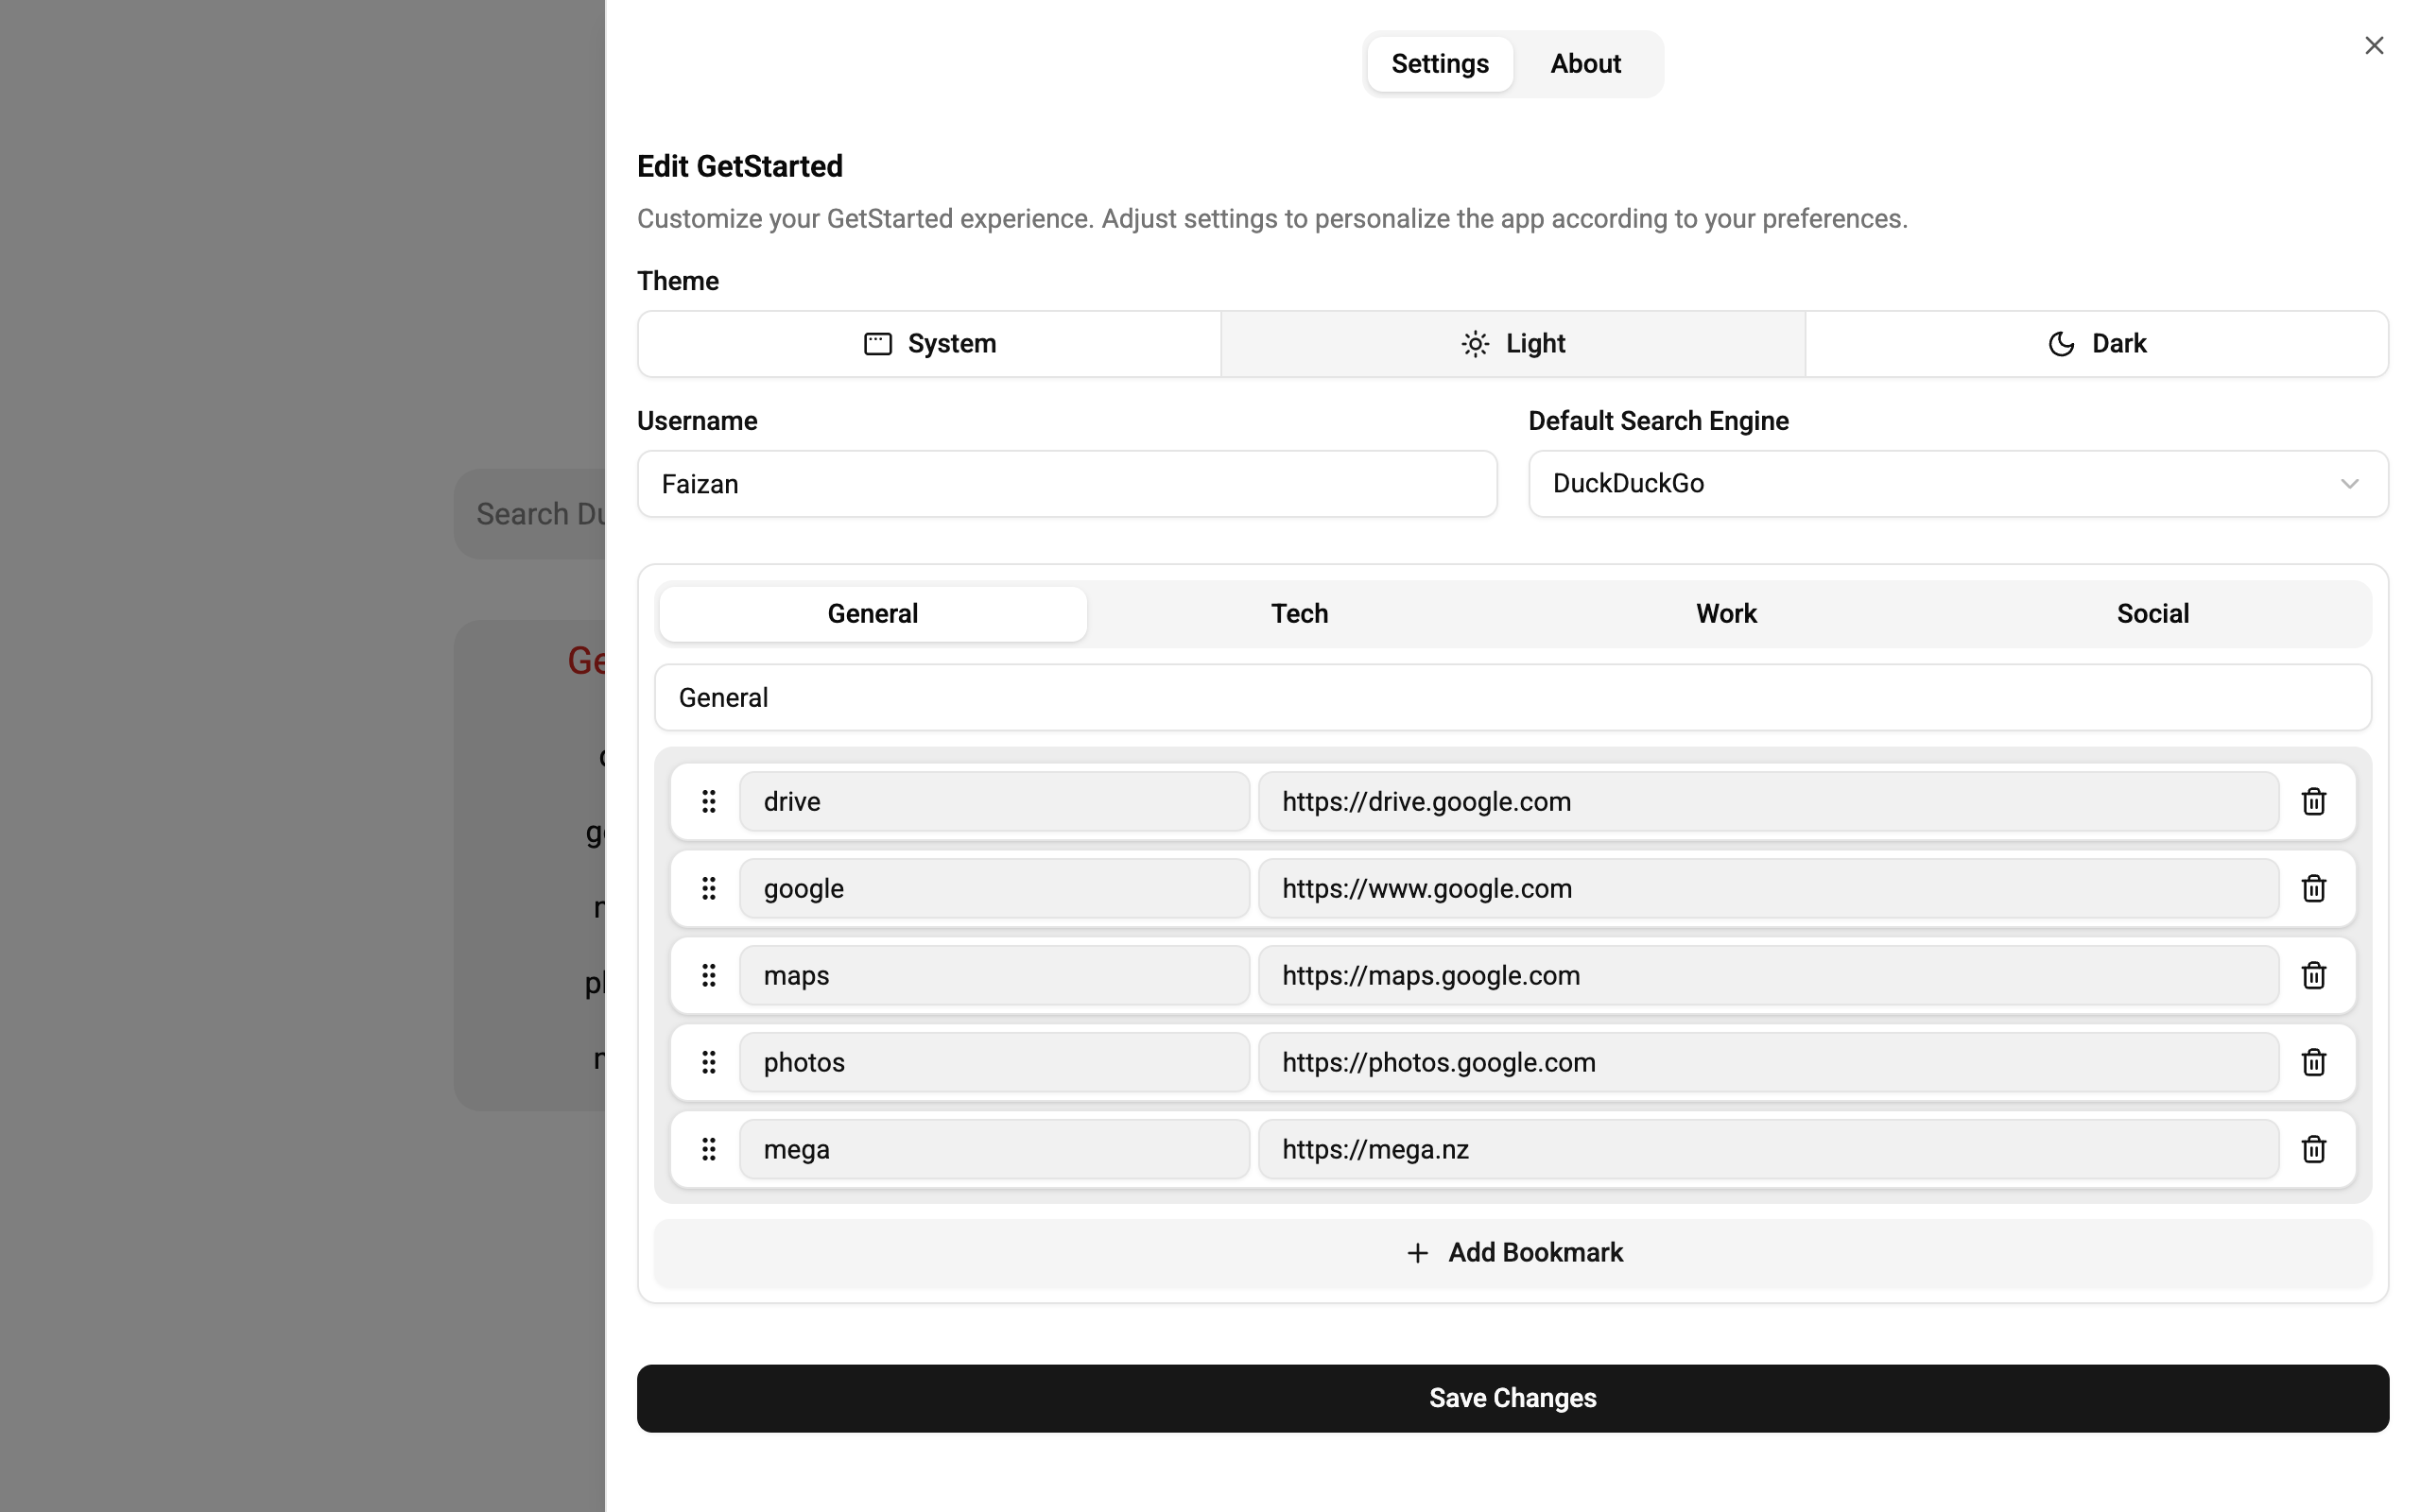 Settings
About
Edit GetStarted
Customize your GetStarted experience. Adjust settings to personalize the app according to your preferences.
Theme
System
Light
Dark
Username
Default Search Engine
Faizan
DuckDuckGo
Search
General
Tech
Work
Social
General
drive
https://drive.google.com
google
https://www.google.com
maps
https://maps.google.com
photos
https://photos.google.com
mega
https://mega.nz
Add Bookmark
Save Changes